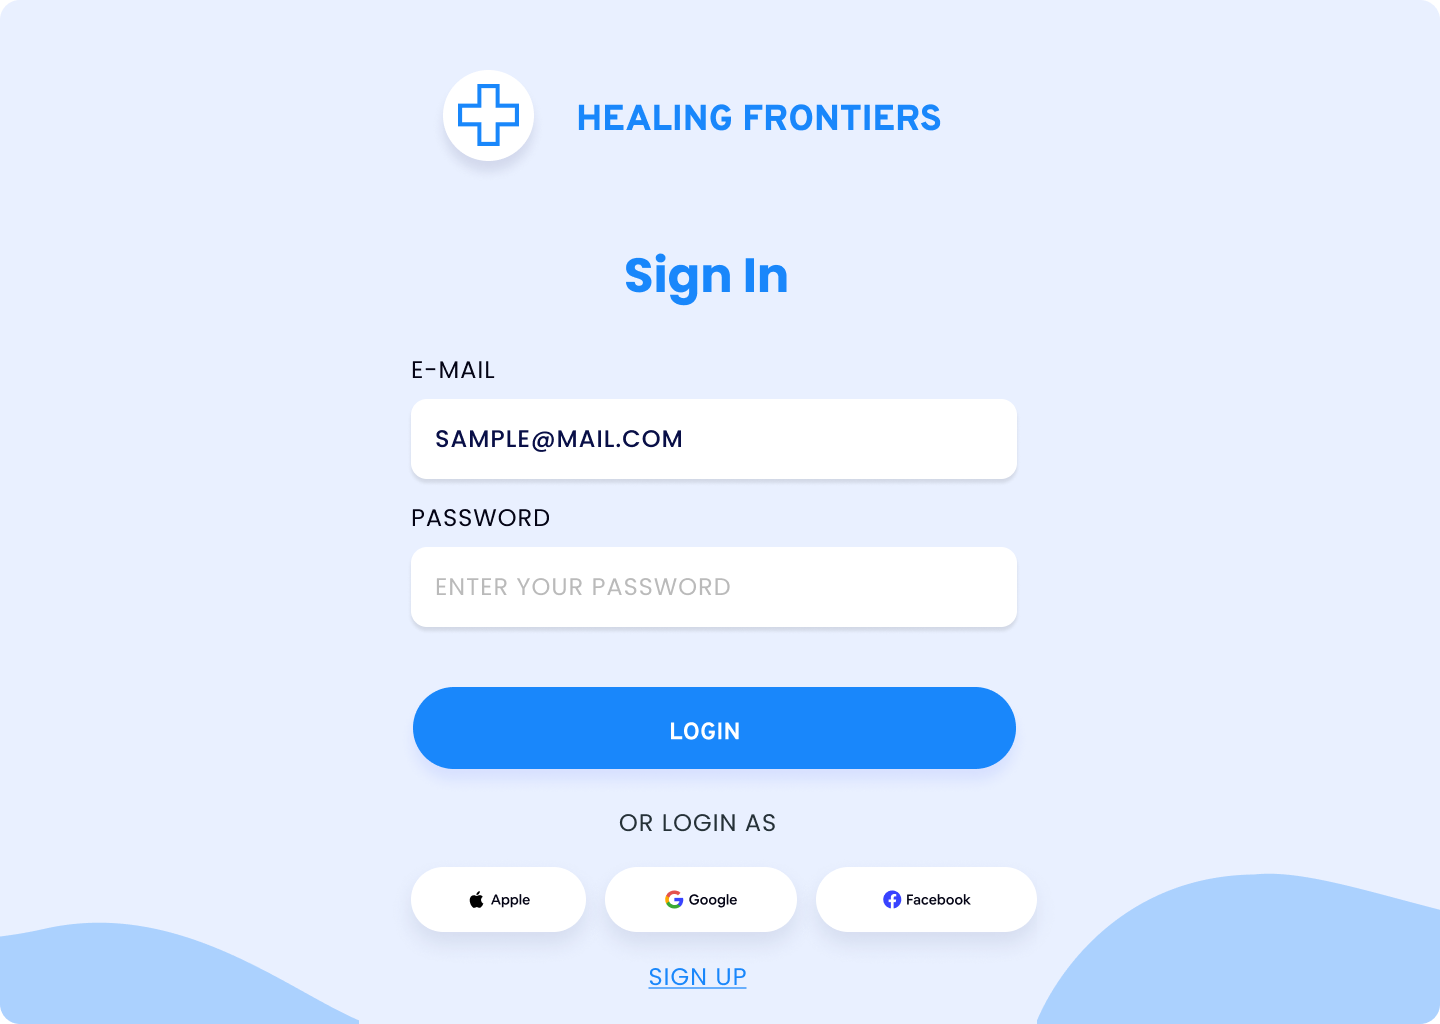 HEALING FRONTIERS
Sign In
E-MAIL
SAMPLE@MAIL.COM
PASSWORD
ENTER YOUR PASSWORD
LOGIN
OR LOGIN AS
Apple Google Facebook
SIGN UP